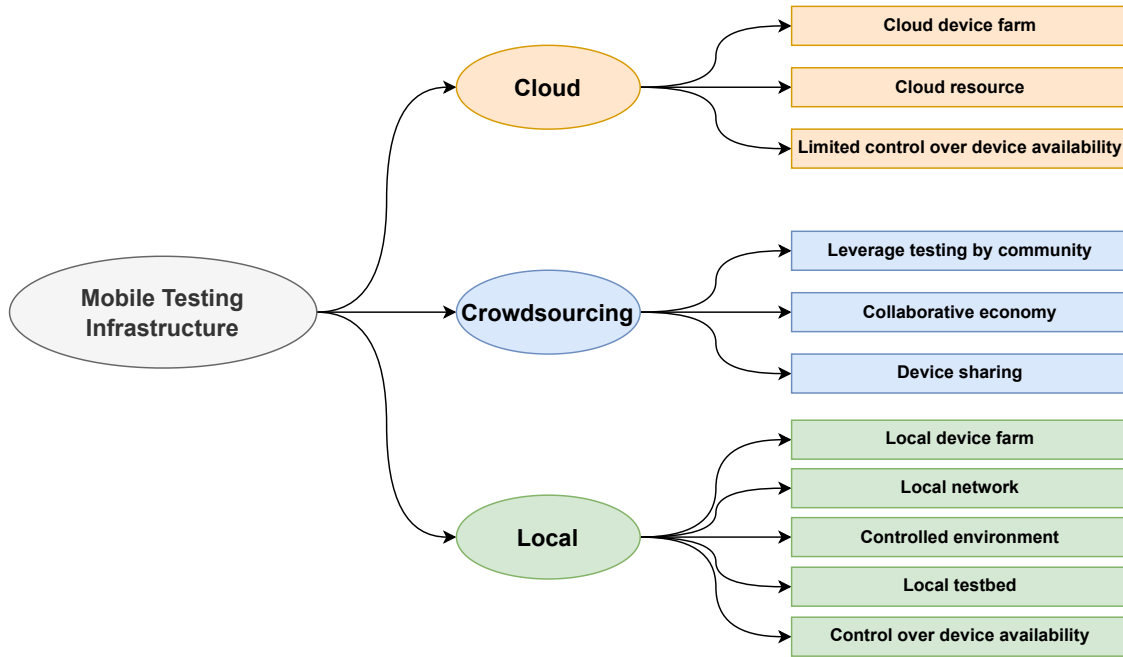 Mobile Testing
Infrastructure
Cloud
Cloud device farm
Cloud resource
Limited control over device availability
Crowdsourcing
Leverage testing by community
Collaborative economy
Device sharing
Local
Local device farm
Local network
Controlled environment
Local testbed
Control over device availability